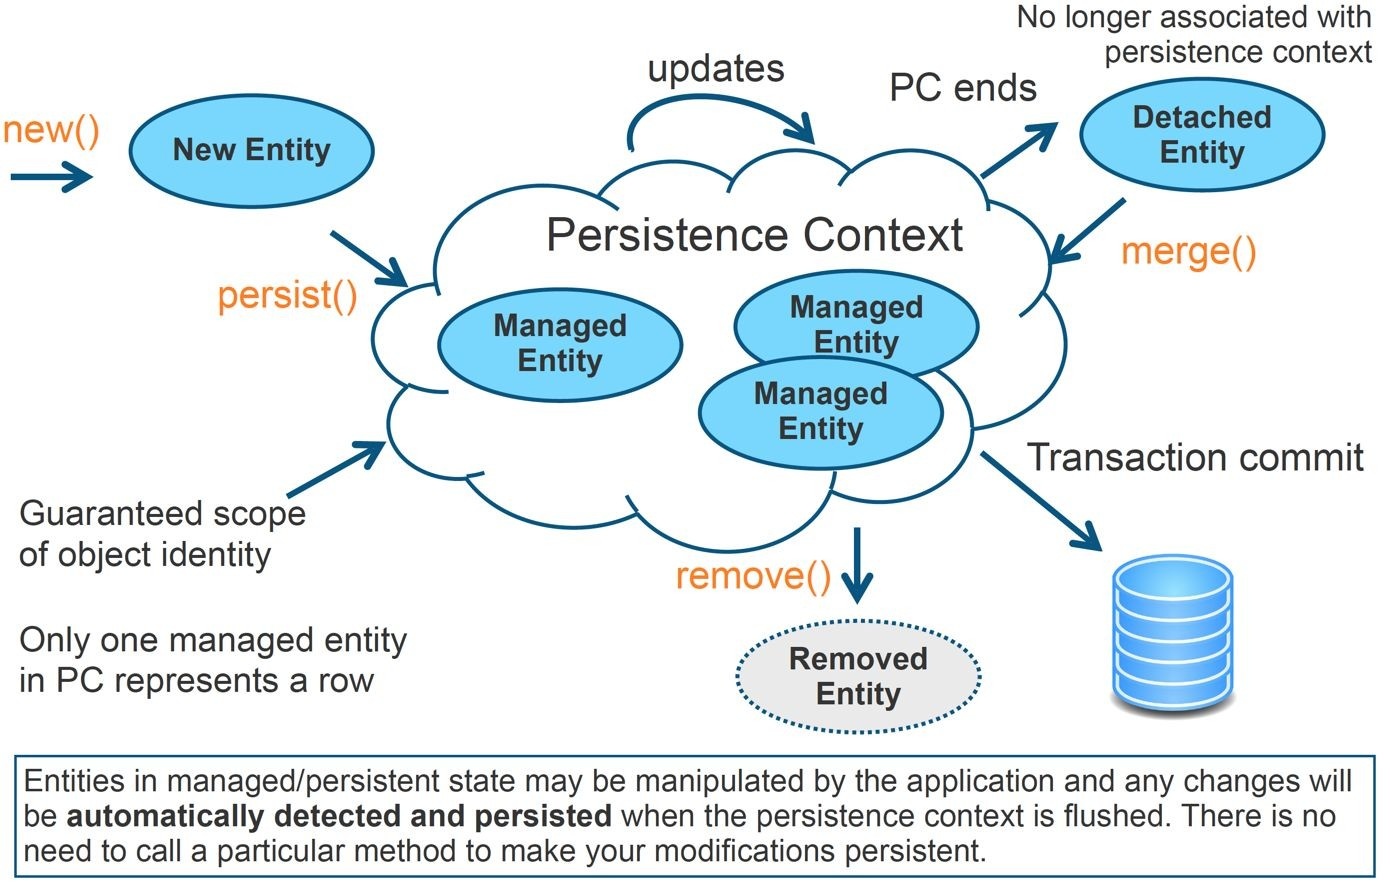 No longer associated with
persistence context
updates
PC ends
new()
New Entity
Detached
Entity
Persistence Context
merge()
persist()
Managed
Entity
Managed
Entity
Managed
Entity
Transaction commit
Guaranteed scope
of object identity
remove()
Only one managed entity
in PC represents a row
Removed
Entity
Entities in managed/persistent state may be manipulated by the application and any changes will
be automatically detected and persisted when the persistence context is flushed. There is no
need to call a particular method to make your modifications persistent.